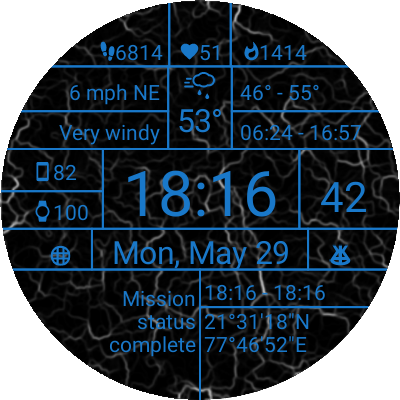 6814 51 1414
6 mph NE 46° - 55°
53°
Very windy 06:24 - 16:57
82
18:16 42
100
Mon, May 29
Mission 18:16 - 18:16
status 21°31'18"N
complete 77°46'52"E